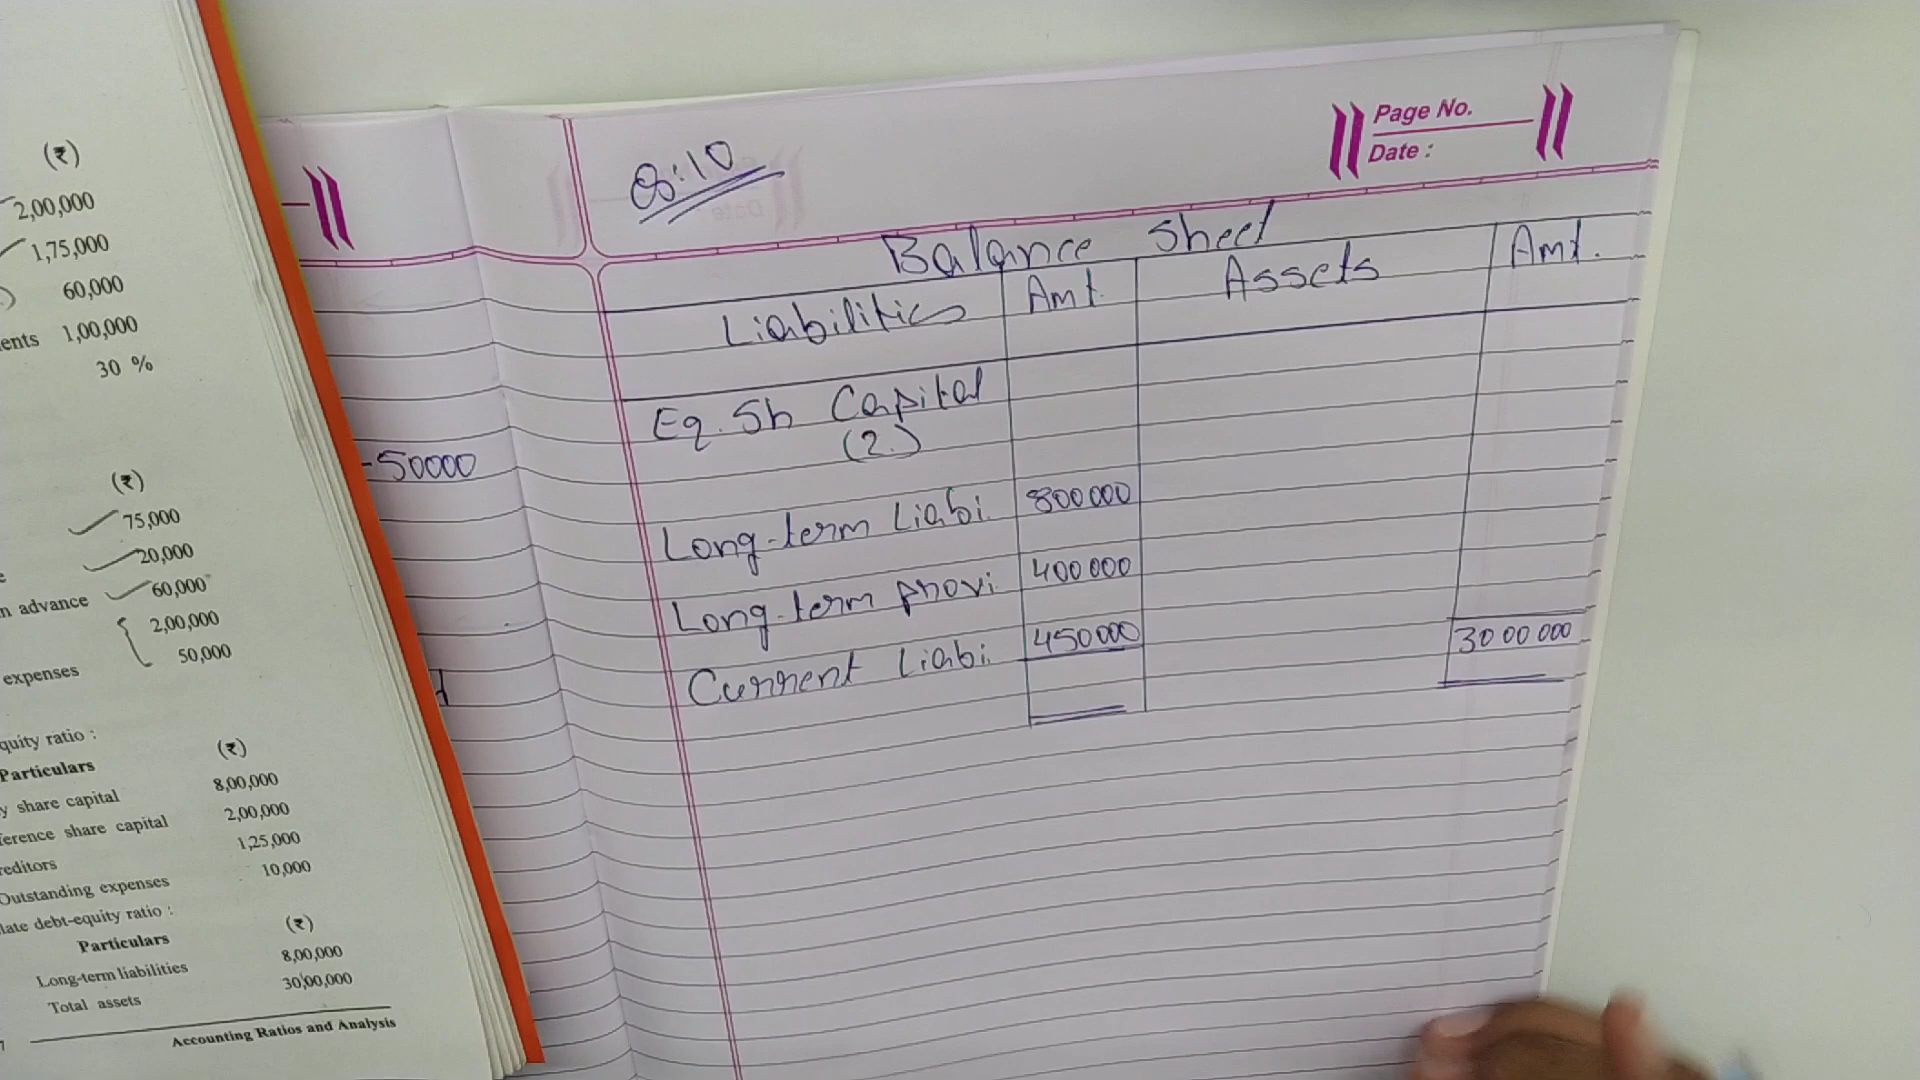 (₹)
2,00,000
1,75,000
60,000
ents 1,00,000
30 %
(₹)
75,000
20,000
n advance 60,000
2,00,000
expenses 50,000
quity ratio :
Particulars (₹)
y share capital 8,00,000
ference share capital 2,00,000
reditors 1,25,000
Outstanding expenses 10,000
late debt-equity ratio :
Particulars (₹)
Long-term liabilities 8,00,000
Total assets 30,00,000
Accounting Ratios and Analysis
50000
Page No.
Date :
Q:10
Balance Sheet
Liabilities Amt. Assets Amt.
Eq. Sh Capital
(2.)
Long-term Liabi. 800000
Long-term provi. 400000
Current Liabi. 450000 3000000